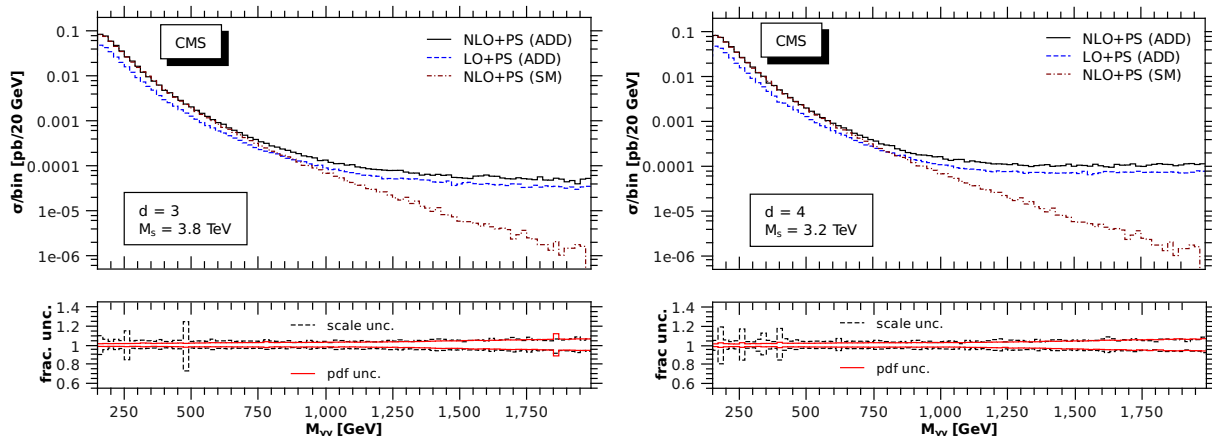 CMS
NLO+PS (ADD)
LO+PS (ADD)
NLO+PS (SM)
σ/bin [pb/20 GeV]
0.1
0.01
0.001
0.0001
1e-05
1e-06
d = 3
Mₛ = 3.8 TeV
frac. unc.
1.4
1.2
1
0.8
0.6
scale unc.
pdf unc.
250 500 750 1,000 1,250 1,500 1,750
Mγγ [GeV]
CMS
NLO+PS (ADD)
LO+PS (ADD)
NLO+PS (SM)
σ/bin [pb/20 GeV]
0.1
0.01
0.001
0.0001
1e-05
1e-06
d = 4
Mₛ = 3.2 TeV
frac. unc.
1.4
1.2
1
0.8
0.6
scale unc.
pdf unc.
250 500 750 1,000 1,250 1,500 1,750
Mγγ [GeV]